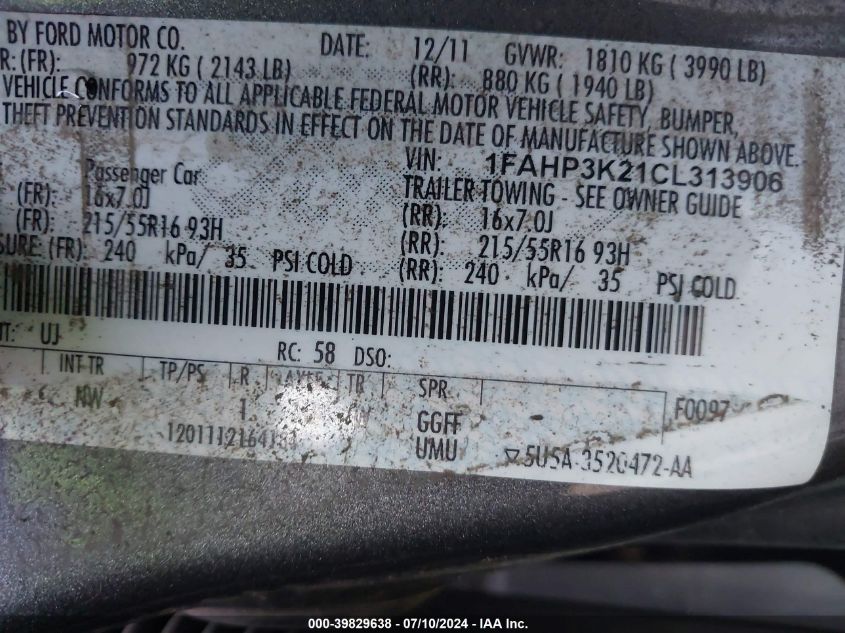 BY FORD MOTOR CO. DATE: 12/11 GVWR: 1810 KG ( 3990 LB)
R: (FR): 972 KG ( 2143 LB) (RR): 880 KG ( 1940 LB)
VEHICLE CONFORMS TO ALL APPLICABLE FEDERAL MOTOR VEHICLE SAFETY, BUMPER,
THEFT PREVENTION STANDARDS IN EFFECT ON THE DATE OF MANUFACTURE SHOWN ABOVE.
VIN: 1FAHP3K21CL313906
Passenger Car TRAILER TOWING - SEE OWNER GUIDE
(FR): 16x7.0J (RR): 16x7.0J
(FR): 215/55R16 93H (RR): 215/55R16 93H
SURE (FR): 240 kPa/ 35 PSI COLD (RR): 240 kPa/ 35 PSI COLD
UJ
RC: 58 DSO:
INT TR TP/PS R TR SPR F0097
NW 1 GGFF
UMU
▽5U5A-3520472-AA
000-39829638 - 07/10/2024 - IAA Inc.